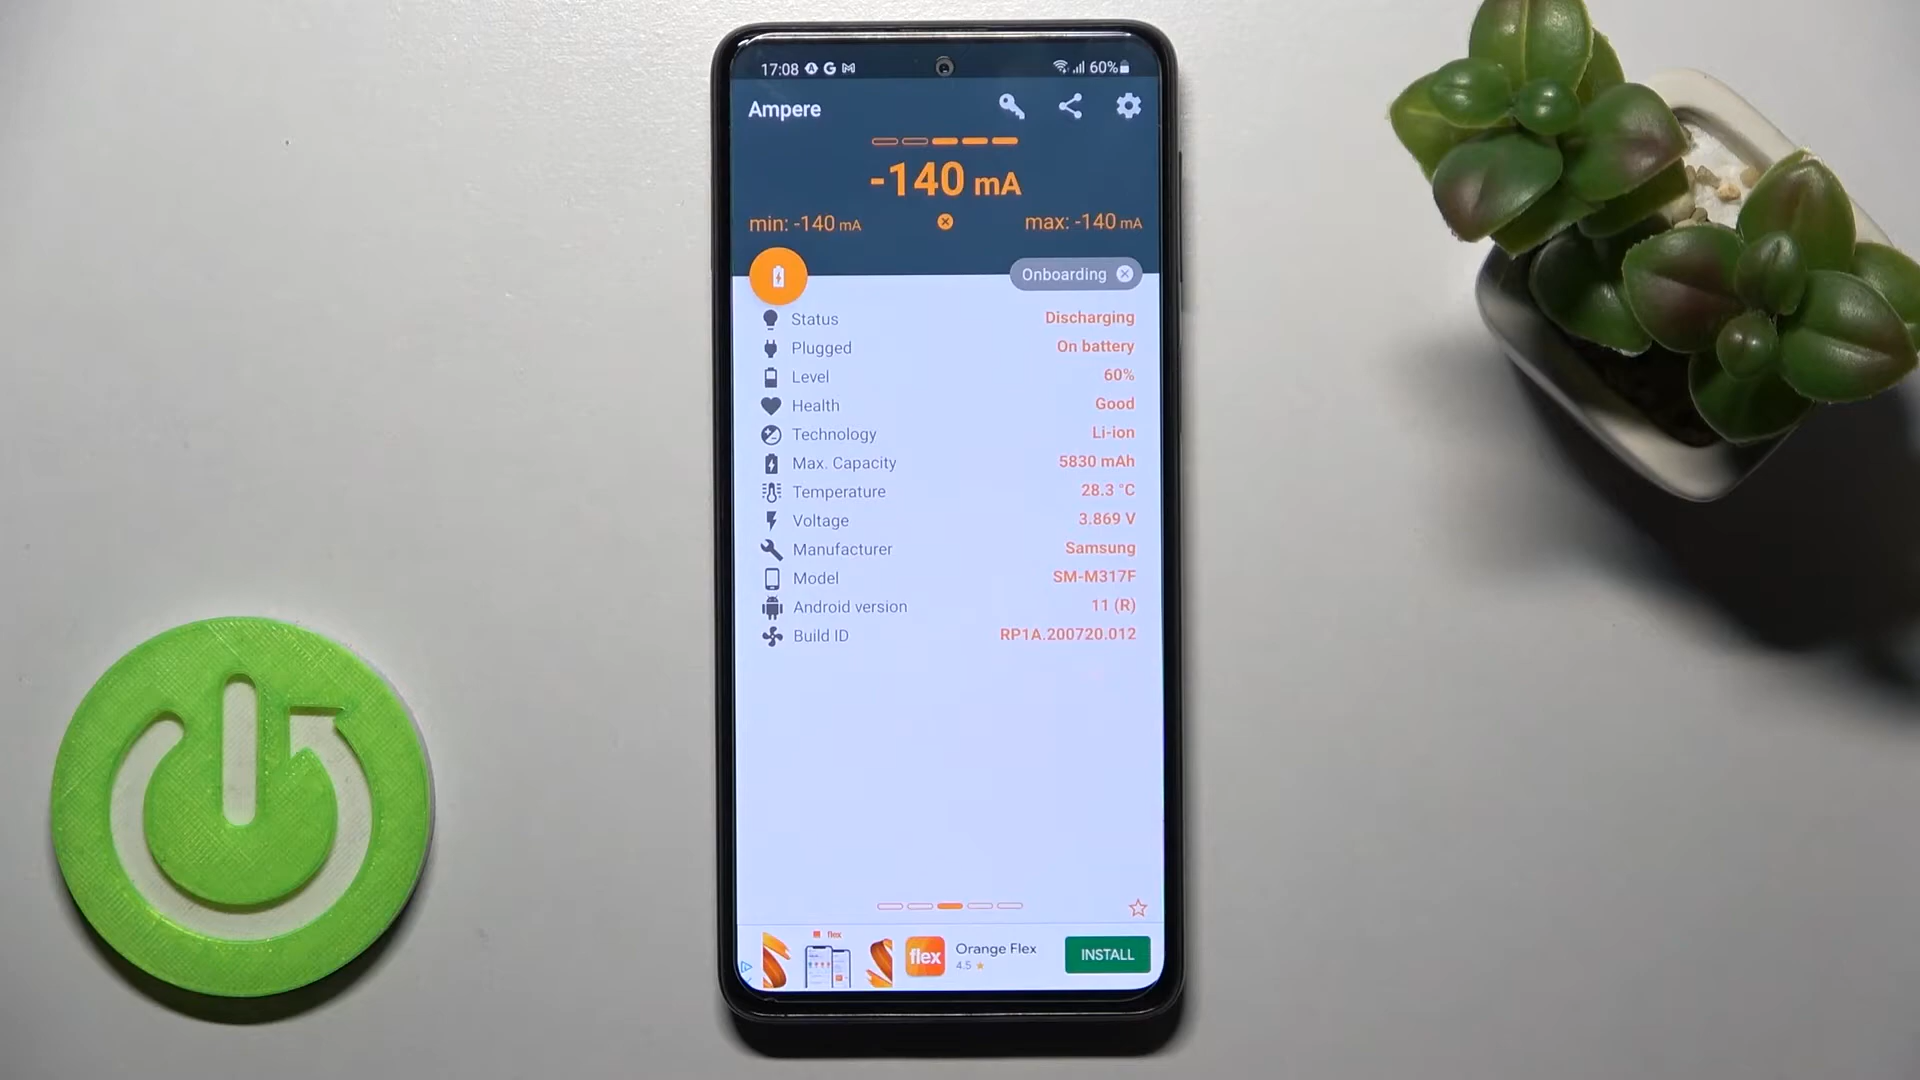 17:08 60%
Ampere
-140 mA
min: -140 mA max: -140 mA
Onboarding
Status Discharging
Plugged On battery
Level 60%
Health Good
Technology Li-ion
Max. Capacity 5830 mAh
Temperature 28.3 °C
Voltage 3.869 V
Manufacturer Samsung
Model SM-M317F
Android version 11 (R)
Build ID RP1A.200720.012
flex
flex
Orange Flex
4.5
INSTALL